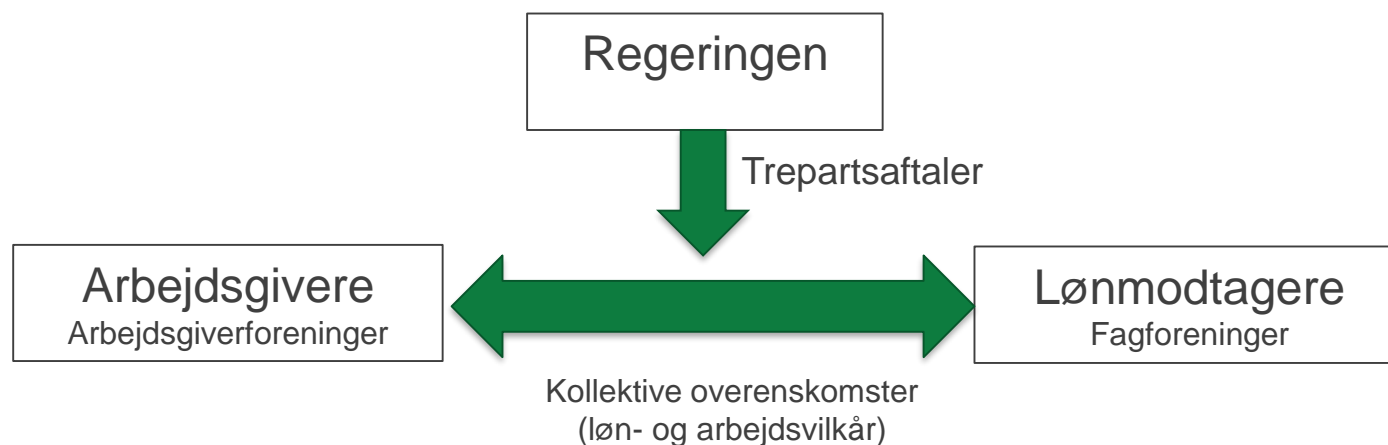 Regeringen
Trepartsaftaler
Arbejdsgivere
Arbejdsgiverforeninger
Lønmodtagere
Fagforeninger
Kollektive overenskomster
(løn- og arbejdsvilkår)